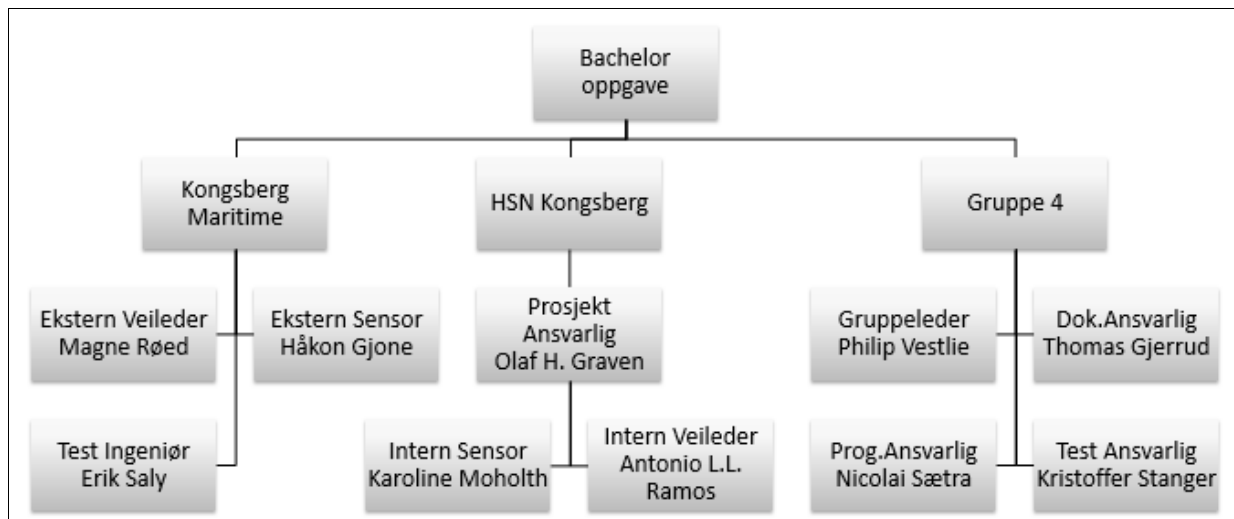 Bachelor
oppgave
Kongsberg
Maritime
HSN Kongsberg
Gruppe 4
Ekstern Veileder
Magne Røed
Ekstern Sensor
Håkon Gjone
Prosjekt
Ansvarlig
Olaf H. Graven
Gruppeleder
Philip Vestlie
Dok.Ansvarlig
Thomas Gjerrud
Test Ingeniør
Erik Saly
Intern Sensor
Karoline Moholth
Intern Veileder
Antonio L.L.
Ramos
Prog.Ansvarlig
Nicolai Sætra
Test Ansvarlig
Kristoffer Stanger